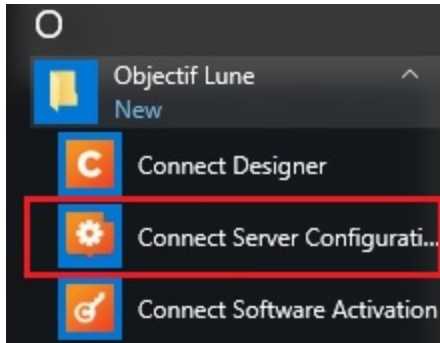 O
Objectif Lune
New
Connect Designer
Connect Server Configurati...
Connect Software Activation